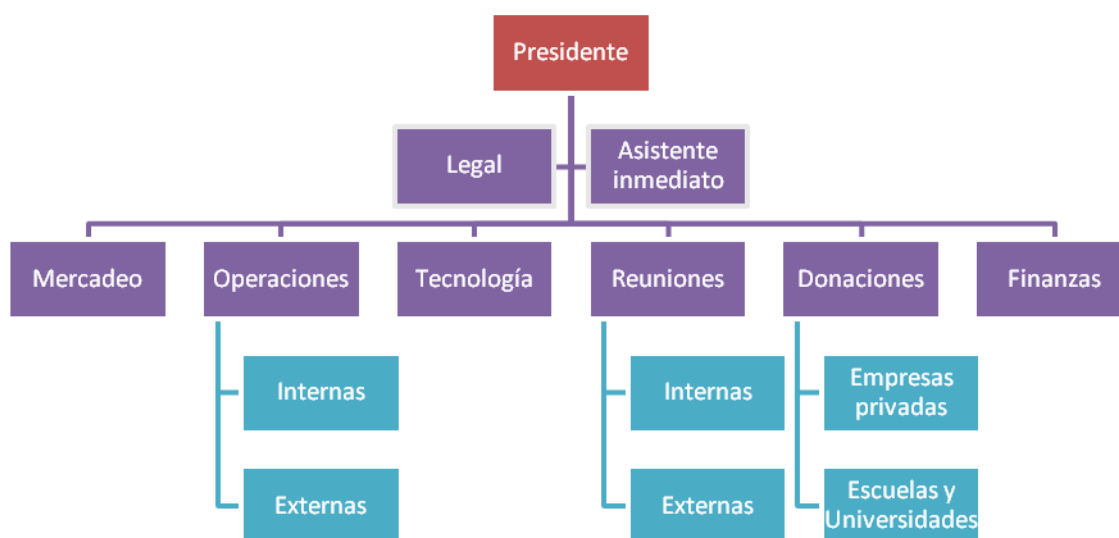 Presidente
Legal
Asistente
inmediato
Mercadeo
Operaciones
Tecnología
Reuniones
Donaciones
Finanzas
Internas
Internas
Empresas
privadas
Externas
Externas
Escuelas y
Universidades